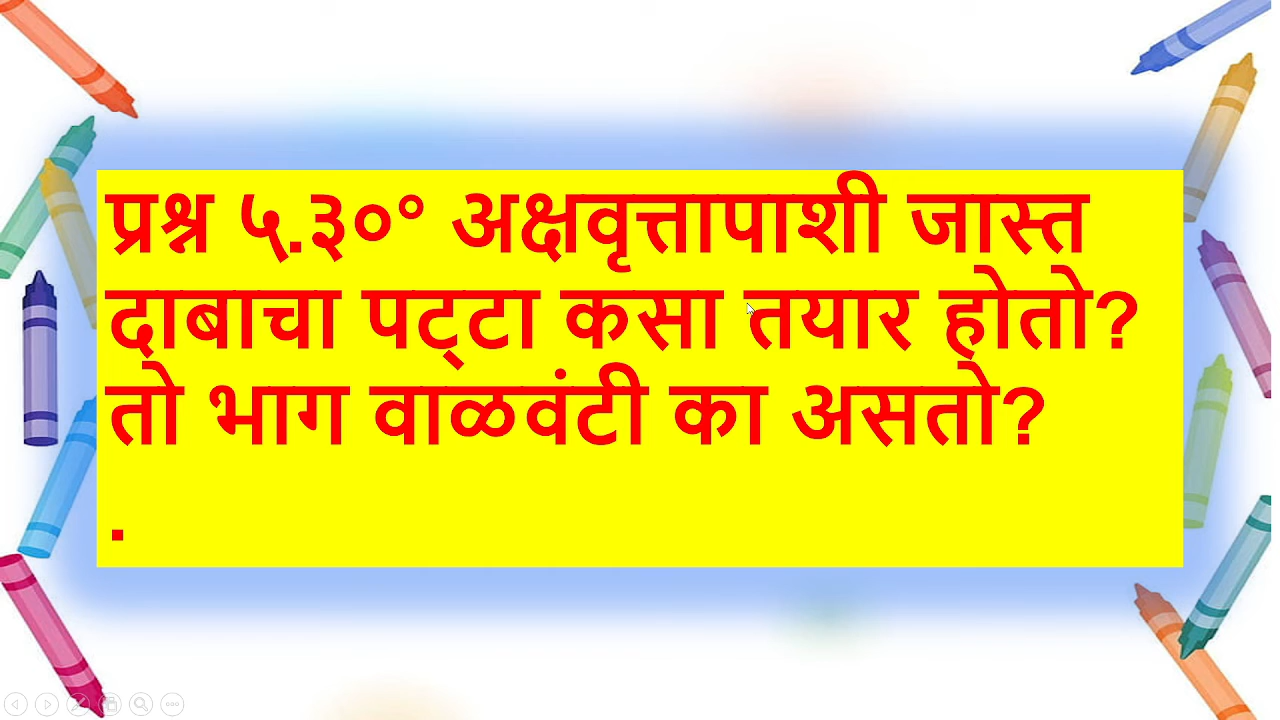 प्रश्न ५.३०° अक्षवृत्तापाशी जास्त
दाबाचा पट्‌टा कसा तयार होतो?
तो भाग वाळवंटी का असतो?
.